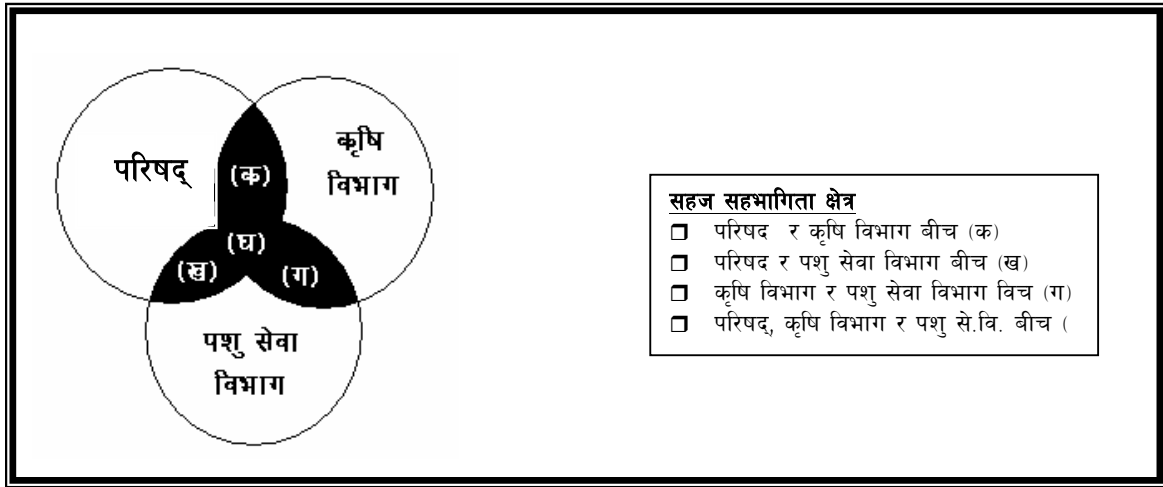 परिषद्
कृषि
विभाग
(क)
(घ)
(ख)
(ग)
पशु सेवा
विभाग
सहज सहभागिता क्षेत्र
परिषद र कृषि विभाग बीच (क)
परिषद र पशु सेवा विभाग बीच (ख)
कृषि विभाग र पशु सेवा विभाग विच (ग)
परिषद्, कृषि विभाग र पशु से.वि. बीच (